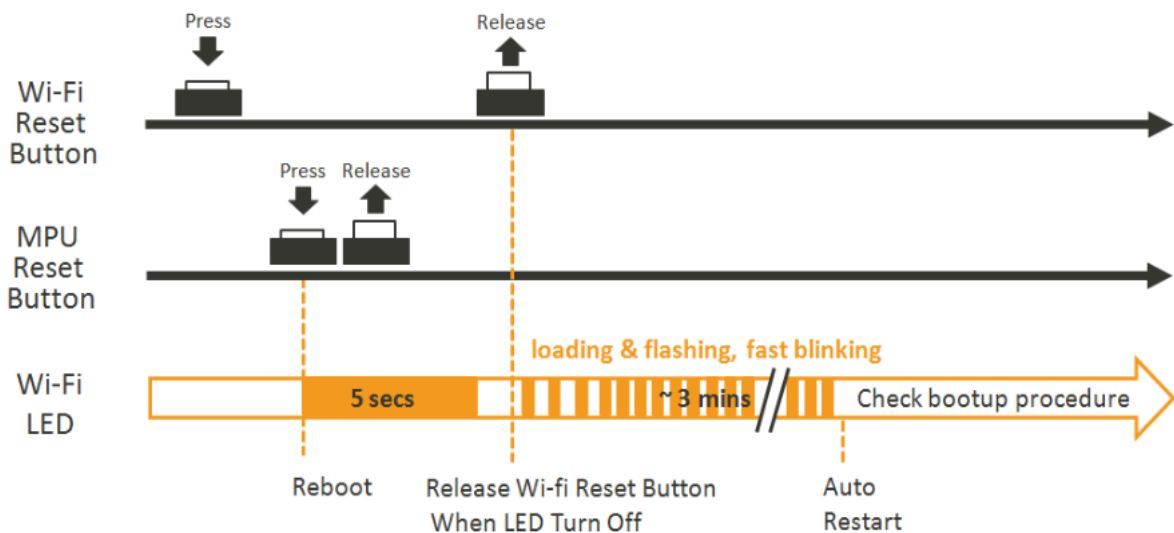 Press
Release
Wi-Fi
Reset
Button
Press
Release
MPU
Reset
Button
loading & flashing, fast blinking
Wi-Fi
LED
5 secs
~ 3 mins
Check bootup procedure
Reboot
Release Wi-fi Reset Button
When LED Turn Off
Auto
Restart